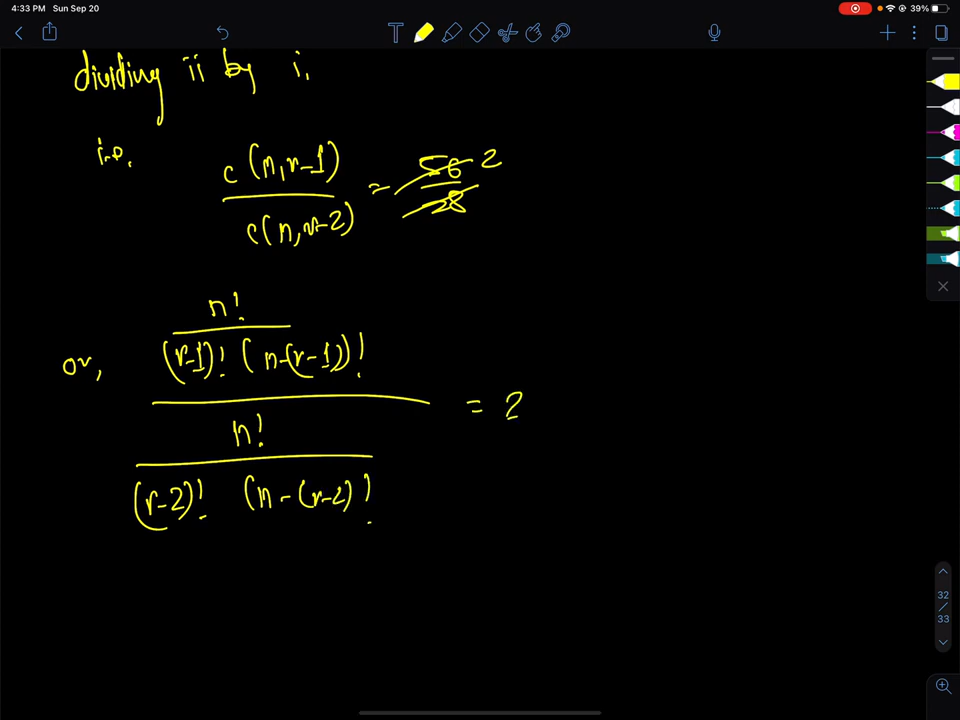 4:33 PM Sun Sep 20
39%
dividing ii by i,
i.e. c(n,r-1) / c(n,r-2) = 56/28 2
or, n! / (r-1)! (n-(r-1))!
= 2
n! / (r-2)! (n-(r-2)!
32
/
33